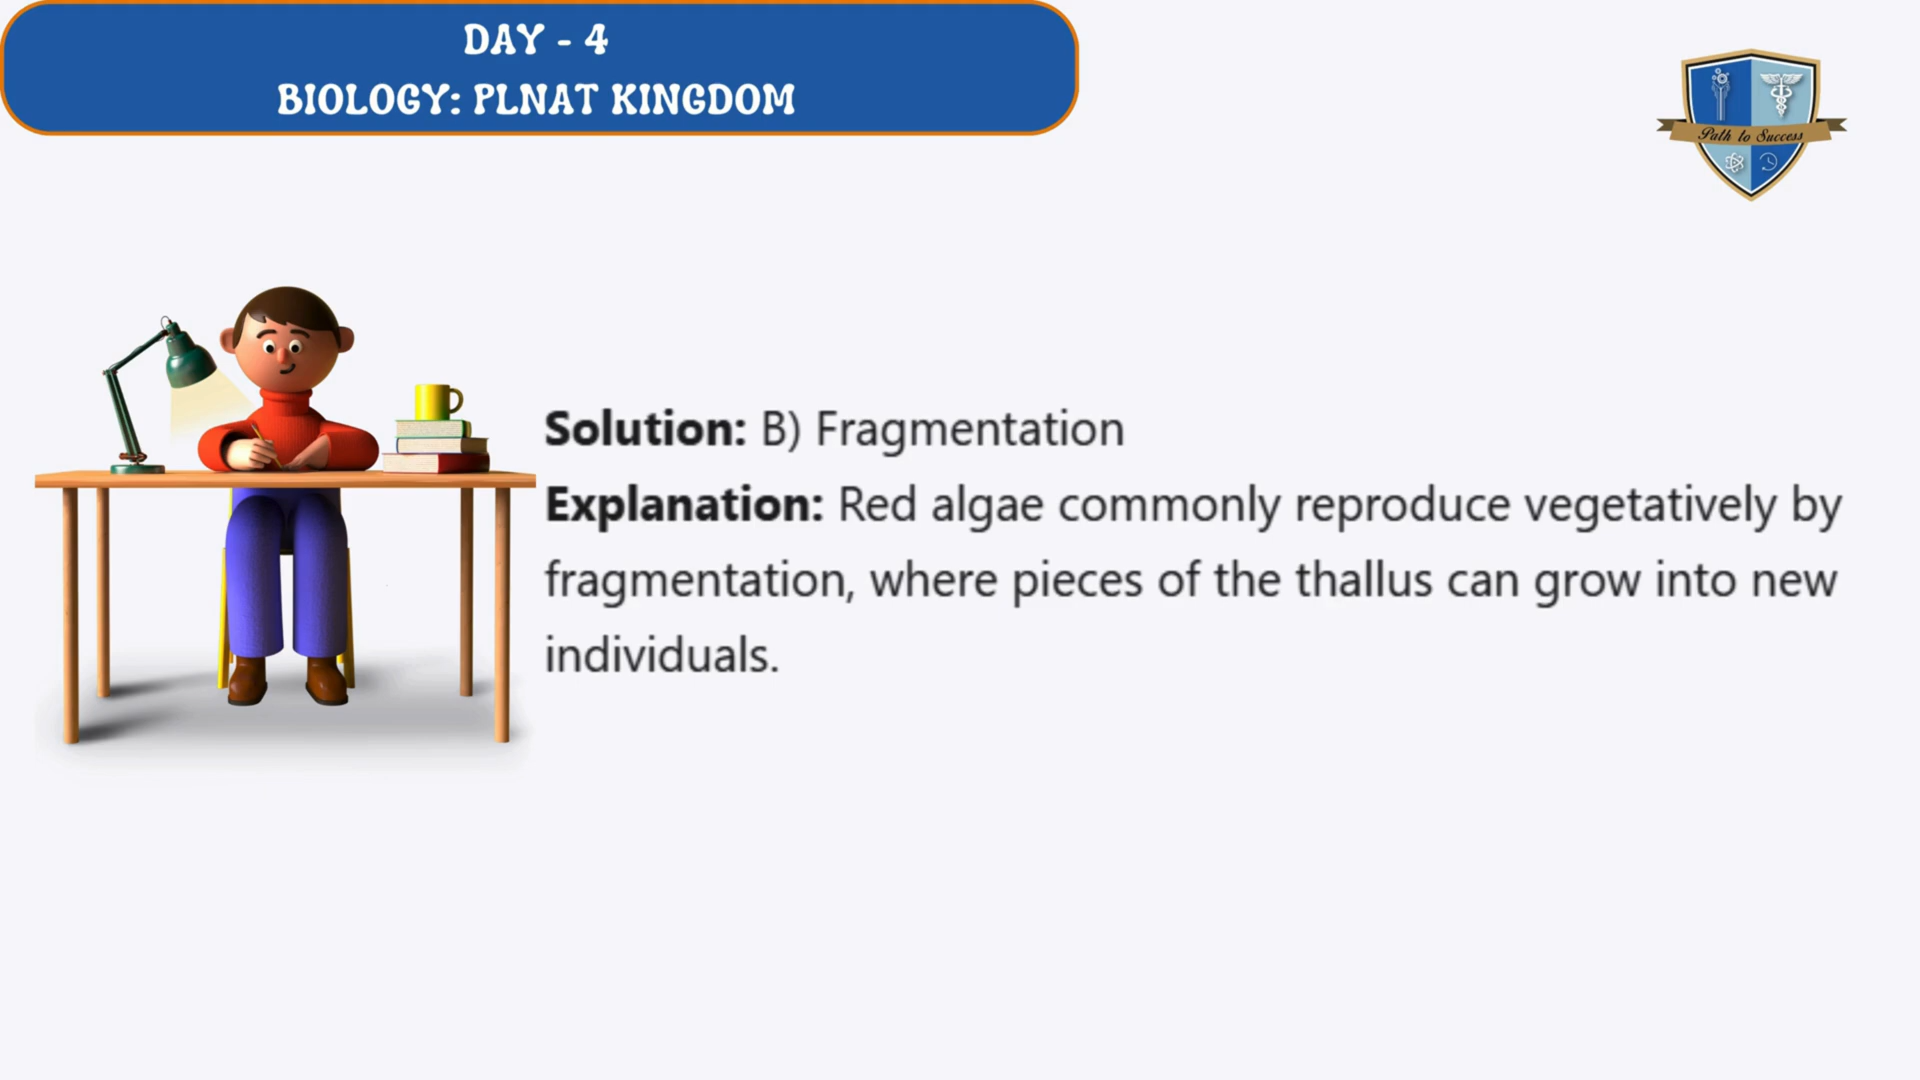 DAY - 4
BIOLOGY: PLNAT KINGDOM
Path to Success
Solution: B) Fragmentation
Explanation: Red algae commonly reproduce vegetatively by
fragmentation, where pieces of the thallus can grow into new
individuals.